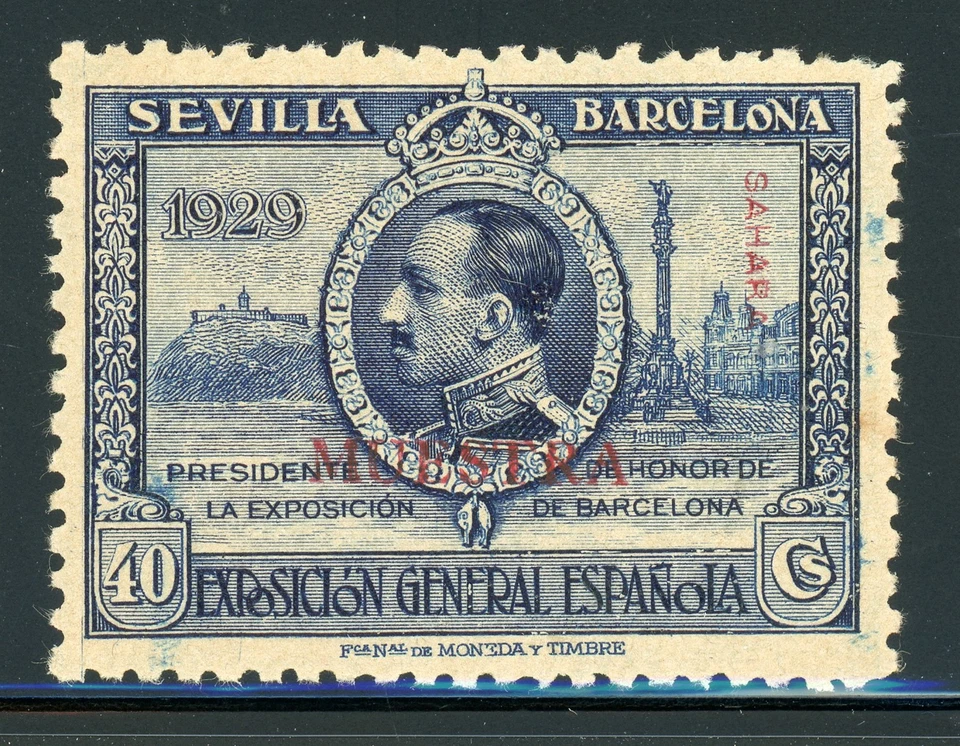 SEVILLA BARCELONA
1929
SAHARA
MUESTRA
PRESIDENTE DE HONOR DE
LA EXPOSICIÓN DE BARCELONA
40 Cs
EXPOSICIÓN GENERAL ESPAÑOLA
FCA NAL DE MONEDA Y TIMBRE